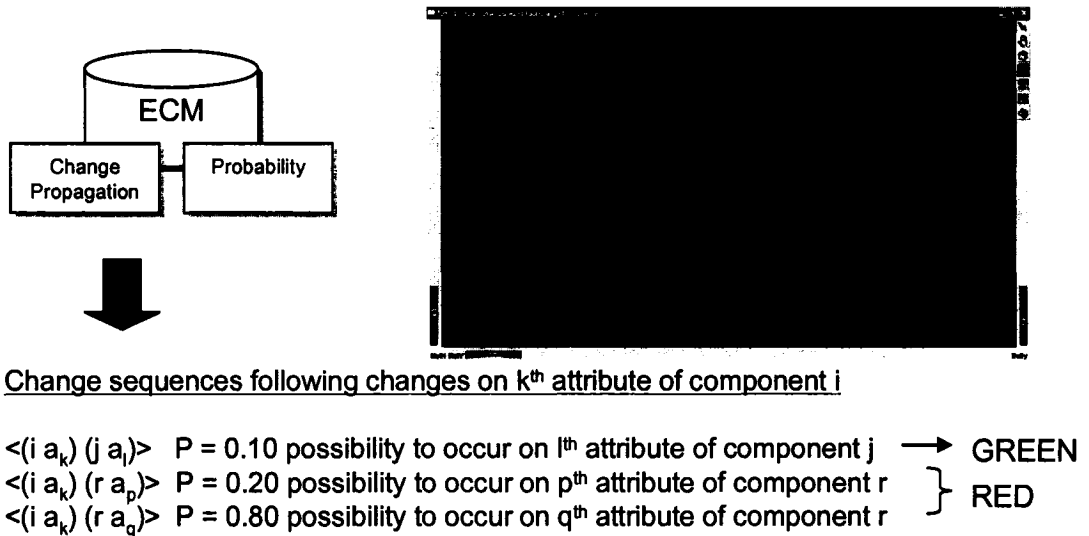 ECM
Change
Propagation
Probability
Change sequences following changes on kth attribute of component i
<(i aₖ) (j aₗ)> P = 0.10 possibility to occur on lth attribute of component j
GREEN
<(i aₖ) (r aₚ)> P = 0.20 possibility to occur on pth attribute of component r
<(i aₖ) (r a_q)> P = 0.80 possibility to occur on qth attribute of component r
RED